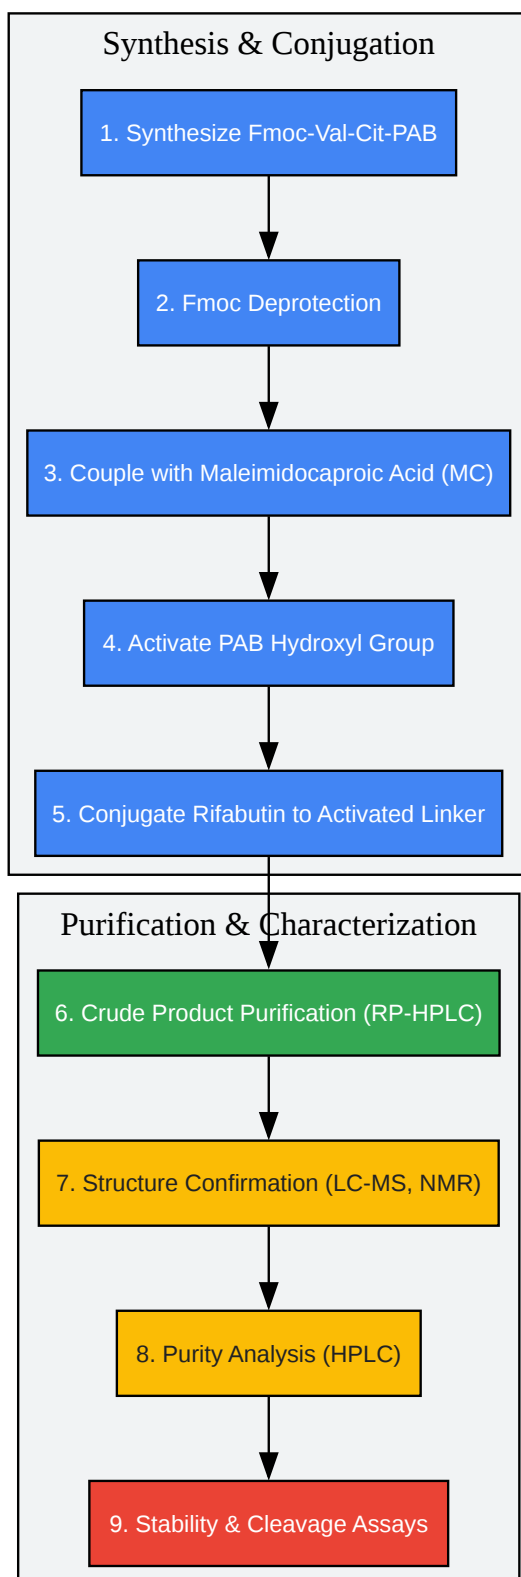 Synthesis & Conjugation
1. Synthesize Fmoc-Val-Cit-PAB
2. Fmoc Deprotection
3. Couple with Maleimidocaproic Acid (MC)
4. Activate PAB Hydroxyl Group
5. Conjugate Rifabutin to Activated Linker
Purification & Characterization
6. Crude Product Purification (RP-HPLC)
7. Structure Confirmation (LC-MS, NMR)
8. Purity Analysis (HPLC)
9. Stability & Cleavage Assays